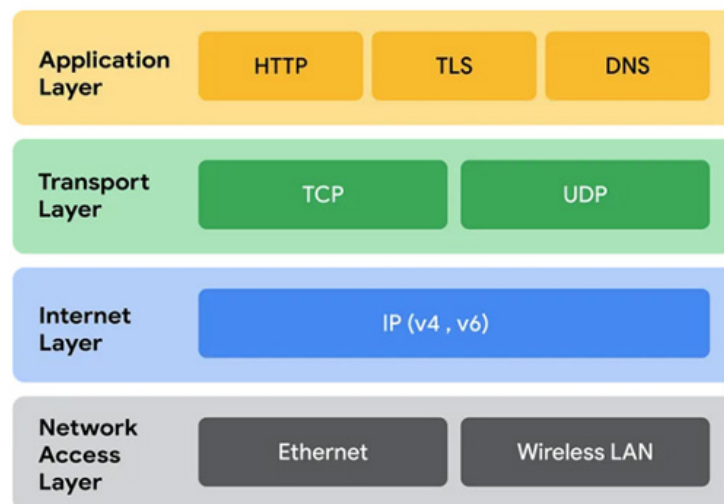 Application
Layer
HTTP
TLS
DNS
Transport
Layer
TCP
UDP
Internet
Layer
IP (v4 , v6)
Network
Access
Layer
Ethernet
Wireless LAN